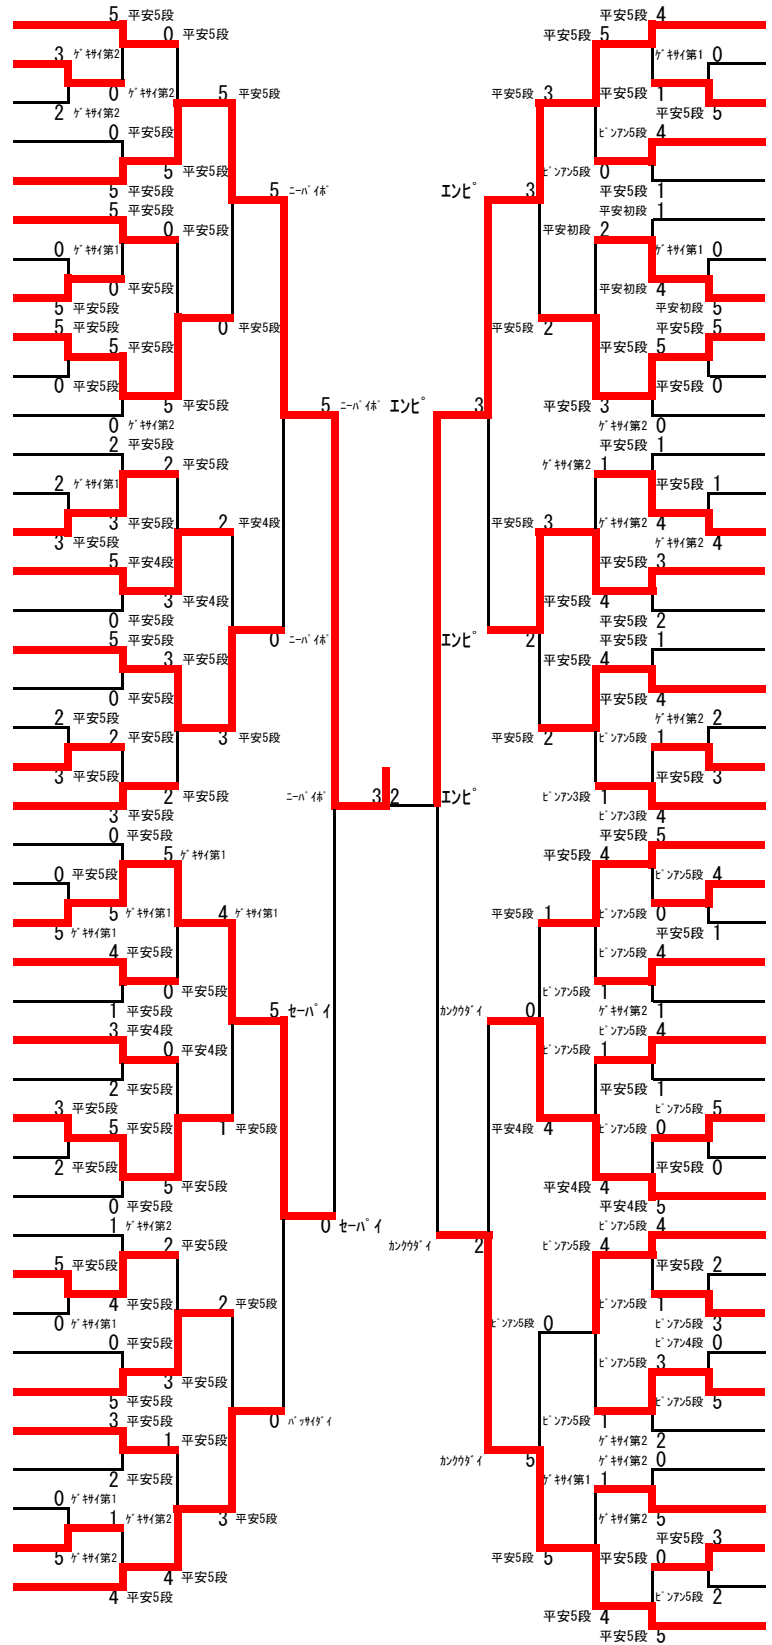 5 平安5段
0 平安5段
3 ｹﾞｷｻｲ第2
0 ｹﾞｷｻｲ第2
2 ｹﾞｷｻｲ第2
5 平安5段
0 平安5段
5 平安5段
5 平安5段
5 ﾆｰﾊﾟｲﾎﾟ
5 平安5段
0 平安5段
0 ｹﾞｷｻｲ第1
0 平安5段
5 平安5段
5 平安5段
5 平安5段
0 平安5段
0 平安5段
5 平安5段
0 ｹﾞｷｻｲ第2
5 ﾆｰﾊﾟｲﾎﾟ
2 平安5段
2 平安5段
2 ｹﾞｷｻｲ第1
3 平安5段
3 平安5段
2 平安4段
5 平安4段
3 平安4段
0 平安5段
5 平安5段
3 平安5段
0 ﾆｰﾊﾟｲﾎﾟ
0 平安5段
2 平安5段
2 平安5段
3 平安5段
3 平安5段
2 平安5段
3 平安5段
ﾆｰﾊﾟｲﾎﾟ 3
0 平安5段
5 ｹﾞｷｻｲ第1
0 平安5段
5 ｹﾞｷｻｲ第1
5 ｹﾞｷｻｲ第1
4 ｹﾞｷｻｲ第1
4 平安5段
0 平安5段
1 平安5段
5 ｾｰﾊﾟｲ
3 平安4段
0 平安4段
2 平安5段
3 平安5段
5 平安5段
1 平安5段
2 平安5段
5 平安5段
0 平安5段
0 ｾｰﾊﾟｲ
1 ｹﾞｷｻｲ第2
2 平安5段
5 平安5段
4 平安5段
0 ｹﾞｷｻｲ第1
2 平安5段
0 平安5段
3 平安5段
5 平安5段
3 平安5段
0 ﾊﾞｯｻｲﾀﾞｲ
1 平安5段
2 平安5段
0 ｹﾞｷｻｲ第1
1 ｹﾞｷｻｲ第2
3 平安5段
5 ｹﾞｷｻｲ第2
4 平安5段
4 平安5段
平安5段 4
平安5段 5
ｹﾞｷｻｲ第1 0
平安5段 3
平安5段 1
平安5段 5
ﾋﾟﾝｱﾝ5段 4
ﾋﾟﾝｱﾝ5段 0
ｴﾝﾋﾟ 3
平安5段 1
平安初段 1
平安初段 2
ｹﾞｷｻｲ第1 0
平安初段 4
平安初段 5
平安5段 2
平安5段 5
平安5段 5
平安5段 0
平安5段 3
ｹﾞｷｻｲ第2 0
ｴﾝﾋﾟ 3
平安5段 1
ｹﾞｷｻｲ第2 1
平安5段 1
平安5段 3
ｹﾞｷｻｲ第2 4
ｹﾞｷｻｲ第2 4
平安5段 3
平安5段 4
平安5段 2
ｴﾝﾋﾟ 2
平安5段 1
平安5段 4
平安5段 4
ｹﾞｷｻｲ第2 2
平安5段 2
ﾋﾟﾝｱﾝ5段 1
平安5段 3
ﾋﾟﾝｱﾝ3段 1
ﾋﾟﾝｱﾝ3段 4
2 ｴﾝﾋﾟ
平安5段 5
平安5段 4
ﾋﾟﾝｱﾝ5段 4
平安5段 1
ﾋﾟﾝｱﾝ5段 0
平安5段 1
ﾋﾟﾝｱﾝ5段 4
ﾋﾟﾝｱﾝ5段 1
ｹﾞｷｻｲ第2 1
ｶﾝｸｳﾀﾞｲ 0
ﾋﾟﾝｱﾝ5段 4
ﾋﾟﾝｱﾝ5段 1
平安5段 1
ﾋﾟﾝｱﾝ5段 5
平安4段 4
ﾋﾟﾝｱﾝ5段 0
平安5段 0
平安4段 4
平安4段 5
ｶﾝｸｳﾀﾞｲ 2
ﾋﾟﾝｱﾝ5段 4
ﾋﾟﾝｱﾝ5段 4
平安5段 2
ﾋﾟﾝｱﾝ5段 1
ﾋﾟﾝｱﾝ5段 3
ﾋﾟﾝｱﾝ5段 0
ﾋﾟﾝｱﾝ4段 0
ﾋﾟﾝｱﾝ5段 3
ﾋﾟﾝｱﾝ5段 5
ﾋﾟﾝｱﾝ5段 1
ｹﾞｷｻｲ第2 2
ｶﾝｸｳﾀﾞｲ 5
ｹﾞｷｻｲ第2 0
ｹﾞｷｻｲ第1 1
ｹﾞｷｻｲ第2 5
平安5段 3
平安5段 5
平安5段 0
ﾋﾟﾝｱﾝ5段 2
平安5段 4
平安5段 5